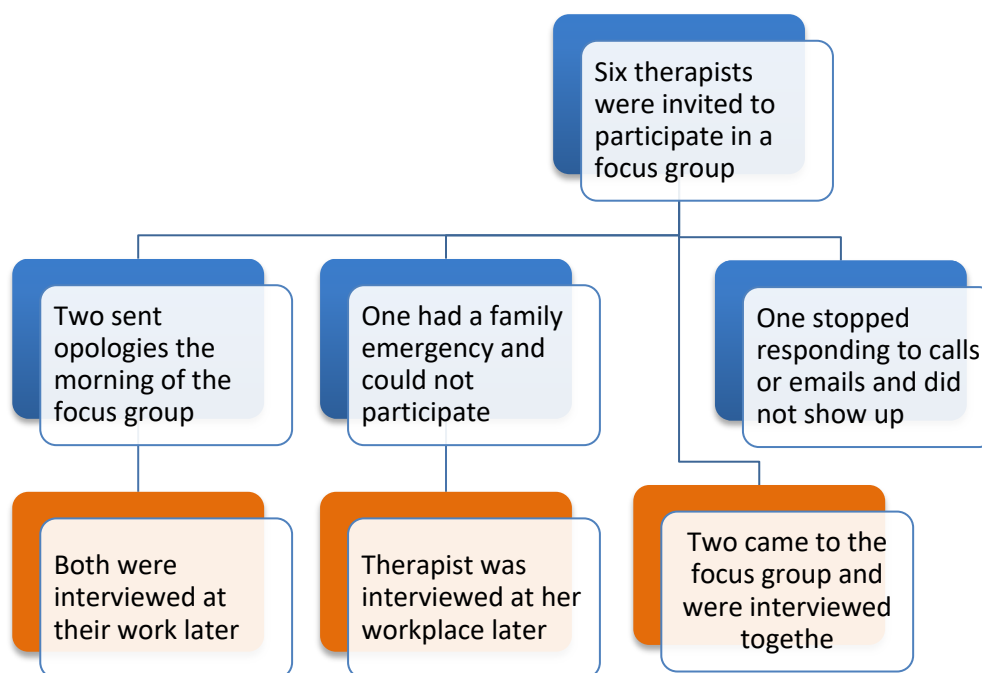 Six therapists
were invited to
participate in a
focus group
Two sent
opologies the
morning of the
focus group
One had a family
emergency and
could not
participate
One stopped
responding to calls
or emails and did
not show up
Both were
interviewed at
their work later
Therapist was
interviewed at her
workplace later
Two came to the
focus group and
were interviewed
togethe